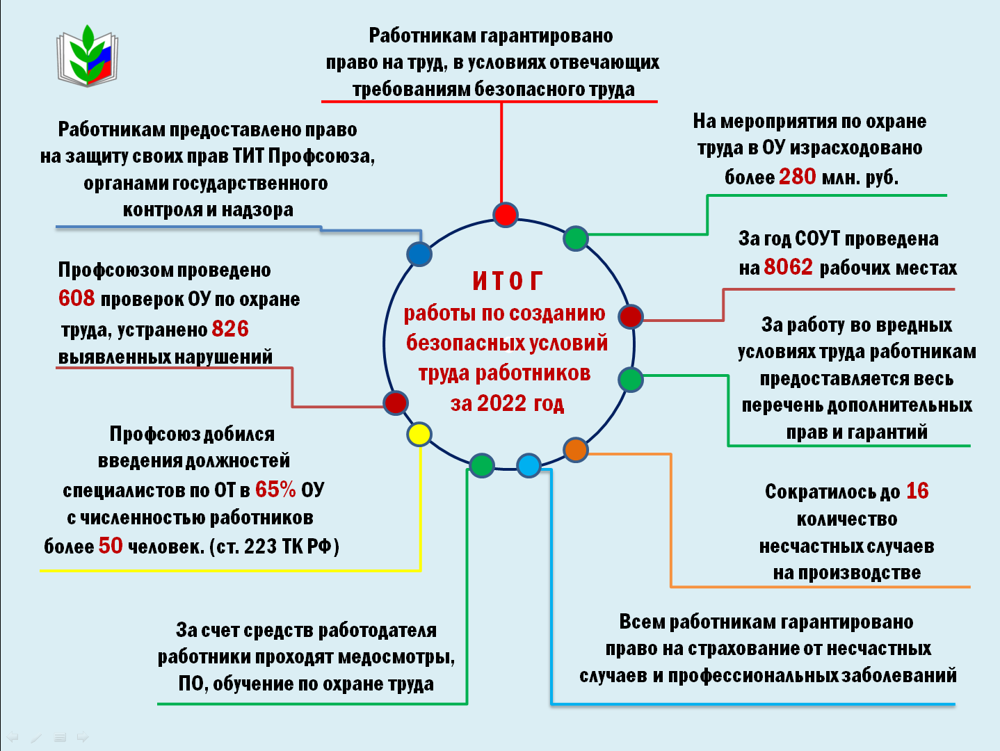 Работникам гарантировано
право на труд, в условиях отвечающих
требованиям безопасного труда
На мероприятия по охране
труда в ОУ израсходовано
более 280 млн. руб.
За год СОУТ проведена
на 8062 рабочих местах
За работу во вредных
условиях труда работникам
предоставляется весь
перечень дополнительных
прав и гарантий
Сократилось до 16
количество
несчастных случаев
на производстве
Всем работникам гарантировано
право на страхование от несчастных
случаев и профессиональных заболеваний
За счет средств работодателя
работники проходят медосмотры,
ПО, обучение по охране труда
Профсоюз добился
введения должностей
специалистов по ОТ в 65% ОУ
с численностью работников
более 50 человек. (ст. 223 ТК РФ)
Профсоюзом проведено
608 проверок ОУ по охране
труда, устранено 826
выявленных нарушений
Работникам предоставлено право
на защиту своих прав ТИТ Профсоюза,
органами государственного
контроля и надзора
ИТОГ
работы по созданию
безопасных условий
труда работников
за 2022 год